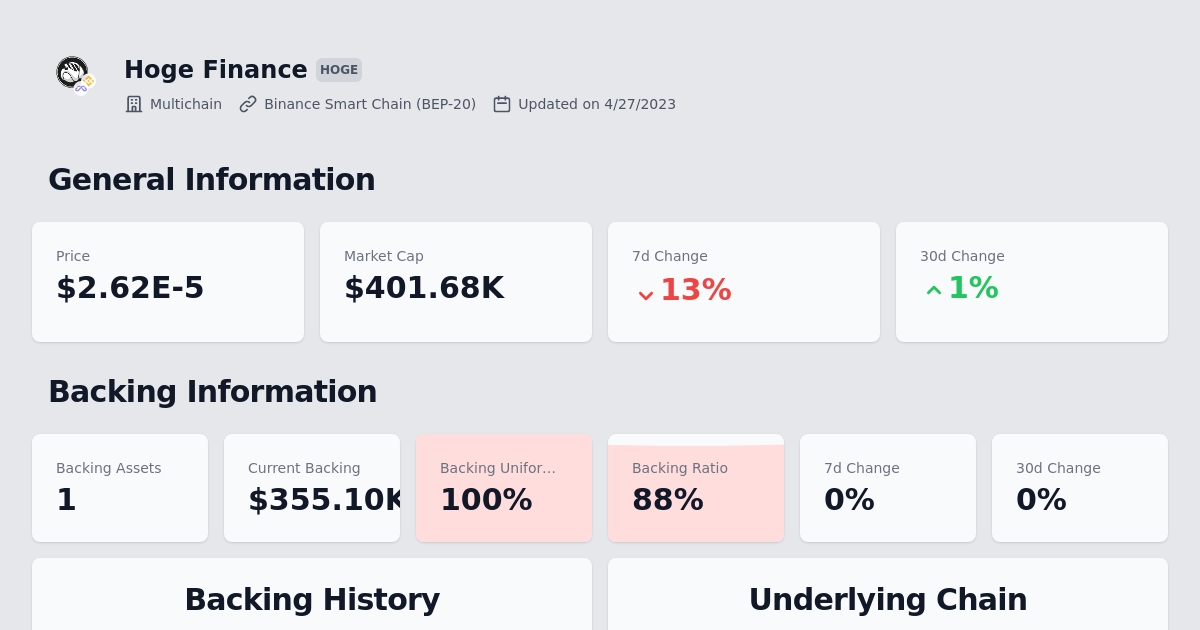 Hoge Finance HOGE
Multichain Binance Smart Chain (BEP-20) Updated on 4/27/2023
General Information
Price Market Cap 7d Change 30d Change
$2.62E-5 $401.68K 13% 1%
Backing Information
Backing Assets Current Backing Backing Unifor... Backing Ratio 7d Change 30d Change
1 $355.10K 100% 88% 0% 0%
Backing History Underlying Chain